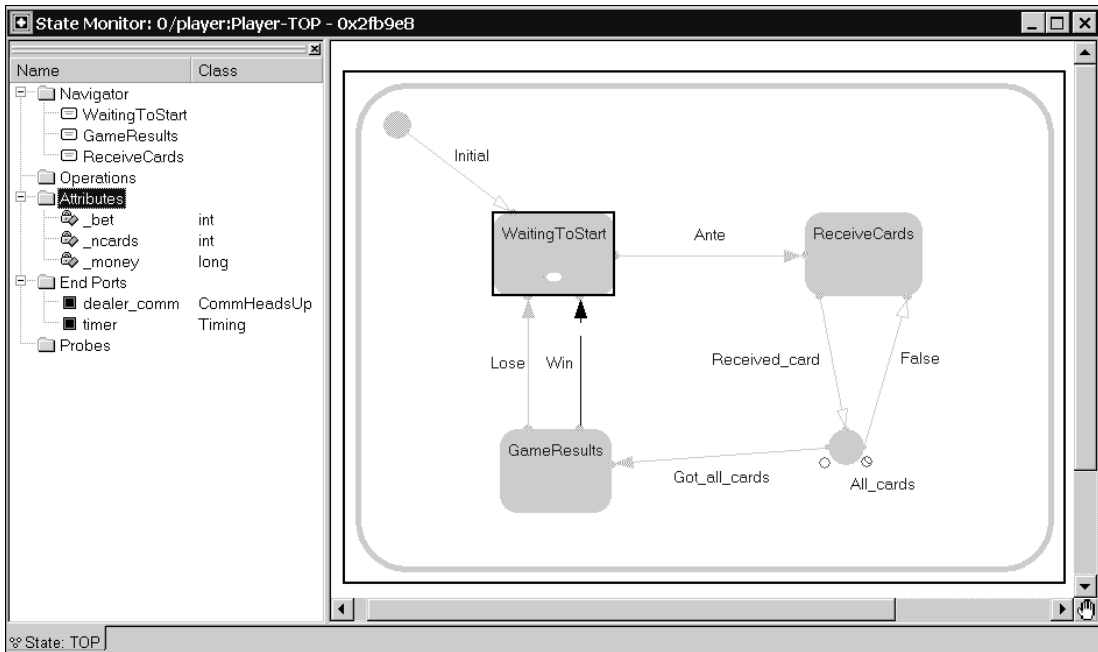 State Monitor: 0/player:Player-TOP - 0x2fb9e8
Name Class
Navigator
WaitingToStart
GameResults
ReceiveCards
Operations
Attributes
_bet int
_ncards int
_money long
End Ports
dealer_comm CommHeadsUp
timer Timing
Probes
Initial
WaitingToStart
Ante
ReceiveCards
Lose
Win
Received_card
False
GameResults
Got_all_cards
All_cards
State: TOP